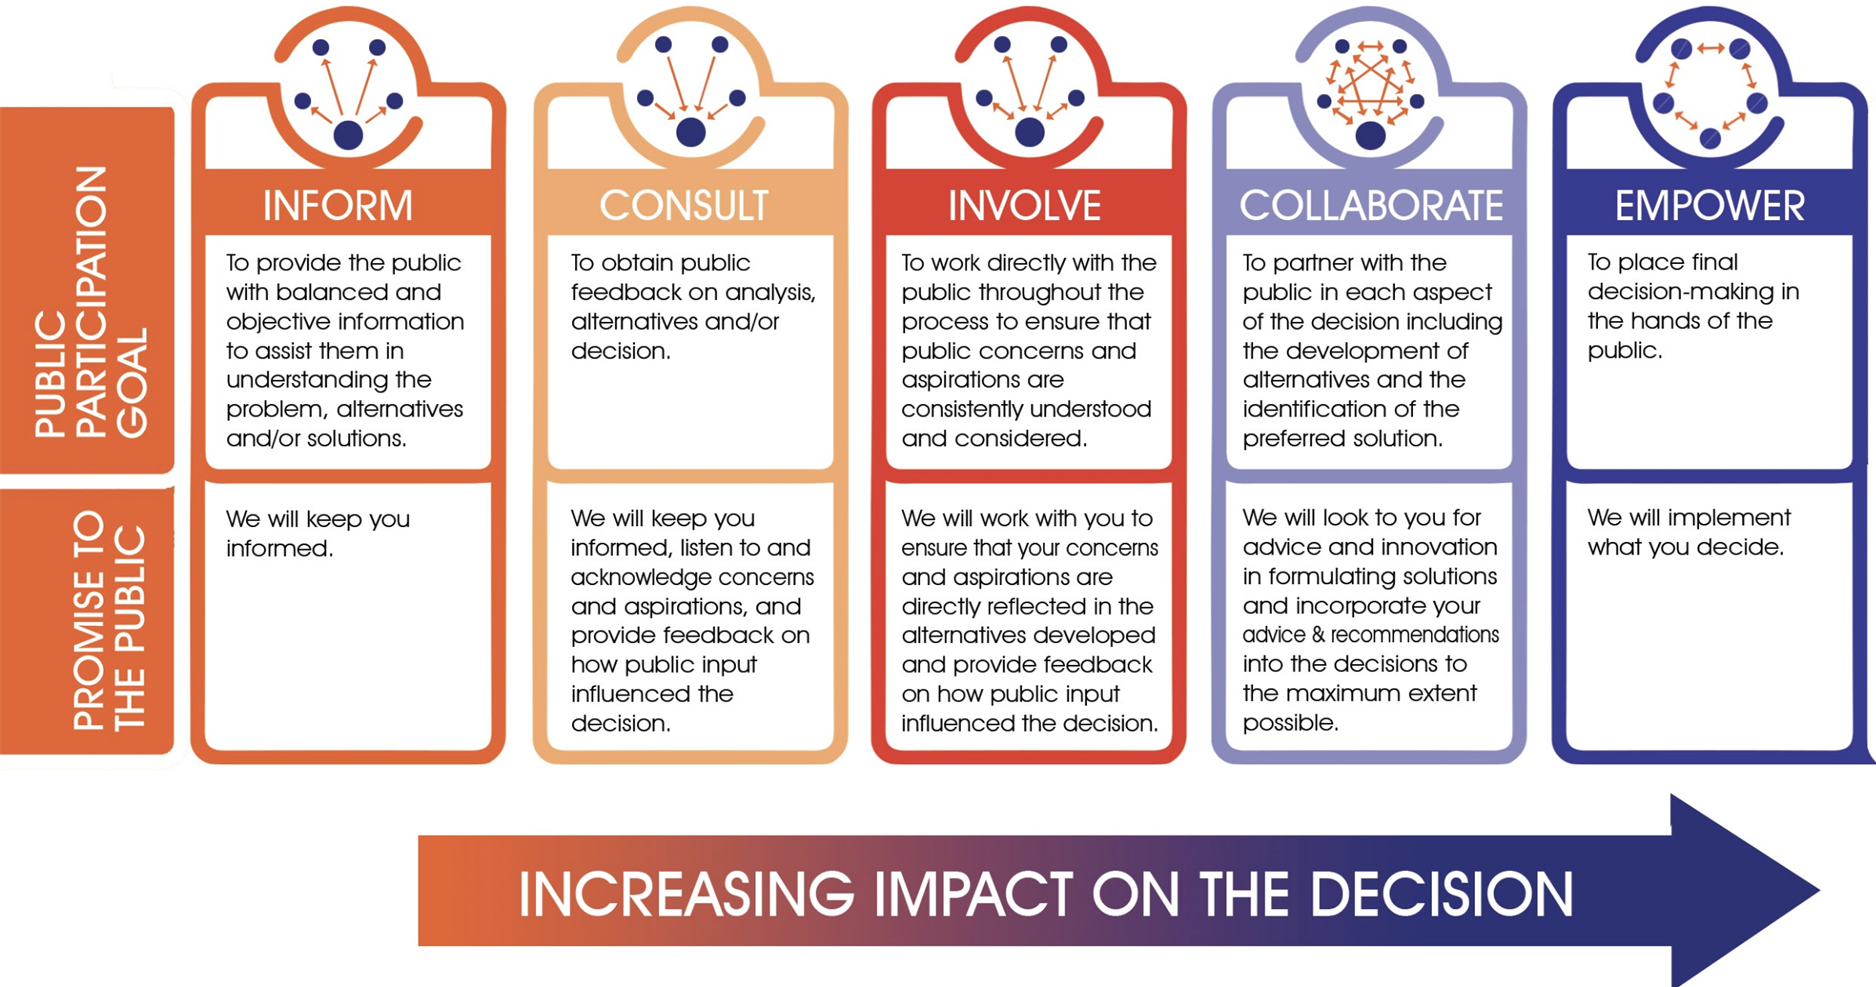 PUBLIC
PARTICIPATION
GOAL
INFORM
To provide the public
with balanced and
objective information
to assist them in
understanding the
problem, alternatives
and/or solutions.
CONSULT
To obtain public
feedback on analysis,
alternatives and/or
decision.
INVOLVE
To work directly with the
public throughout the
process to ensure that
public concerns and
aspirations are
consistently understood
and considered.
COLLABORATE
To partner with the
public in each aspect
of the decision including
the development of
alternatives and the
identification of the
preferred solution.
EMPOWER
To place final
decision-making in
the hands of the
public.
PROMISE TO
THE PUBLIC
We will keep you
informed.
We will keep you
informed, listen to and
acknowledge concerns
and aspirations, and
provide feedback on
how public input
influenced the
decision.
We will work with you to
ensure that your concerns
and aspirations are
directly reflected in the
alternatives developed
and provide feedback
on how public input
influenced the decision.
We will look to you for
advice and innovation
in formulating solutions
and incorporate your
advice & recommendations
into the decisions to
the maximum extent
possible.
We will implement
what you decide.
INCREASING IMPACT ON THE DECISION